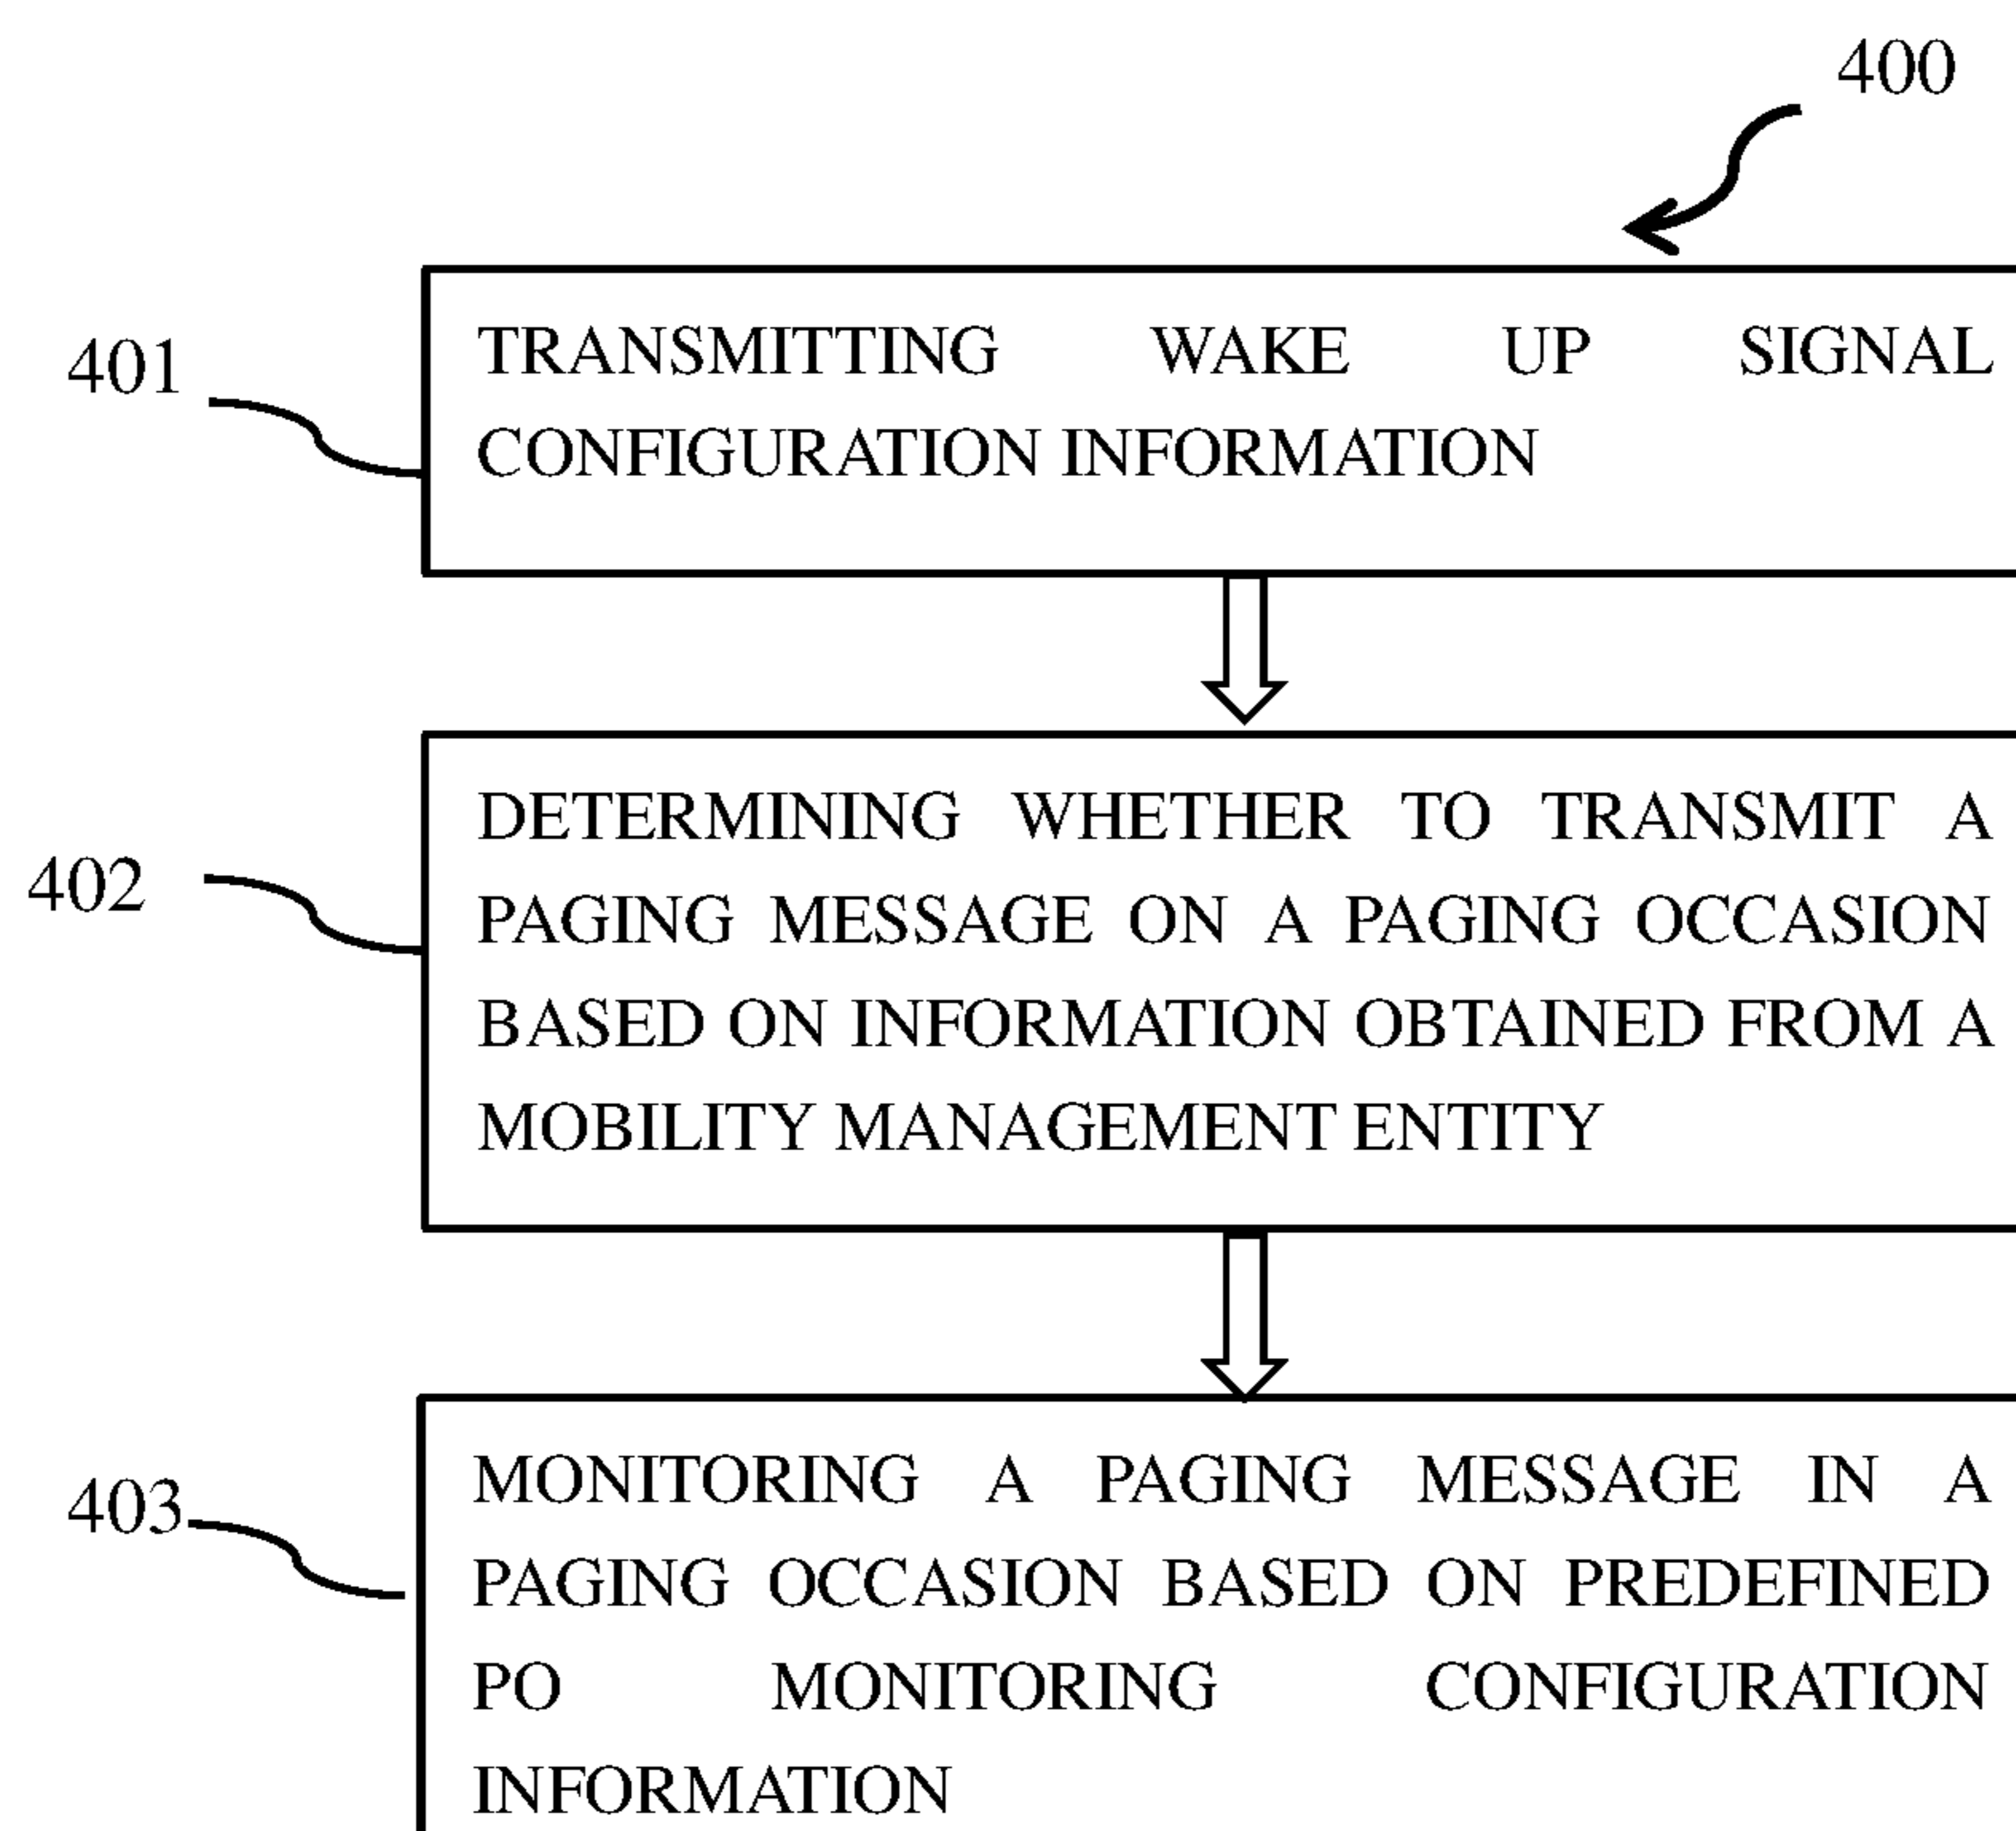 400
401
TRANSMITTING WAKE UP SIGNAL
CONFIGURATION INFORMATION
402
DETERMINING WHETHER TO TRANSMIT A
PAGING MESSAGE ON A PAGING OCCASION
BASED ON INFORMATION OBTAINED FROM A
MOBILITY MANAGEMENT ENTITY
403
MONITORING A PAGING MESSAGE IN A
PAGING OCCASION BASED ON PREDEFINED
PO MONITORING CONFIGURATION
INFORMATION